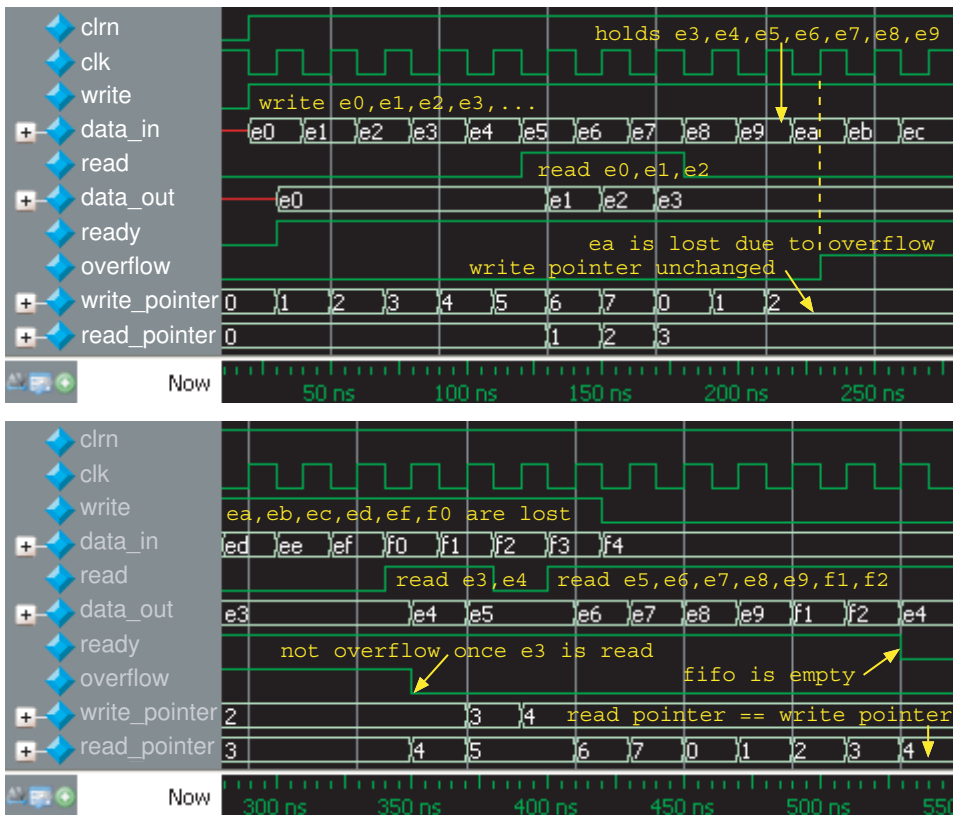 clrn
holds e3,e4,e5,e6,e7,e8,e9
clk
write
write e0,e1,e2,e3,...
data_in e0 e1 e2 e3 e4 e5 e6 e7 e8 e9 ea eb ec
read
read e0,e1,e2
data_out e0 e1 e2 e3
ready
ea is lost due to overflow
overflow
write pointer unchanged
write_pointer 0 1 2 3 4 5 6 7 0 1 2
read_pointer 0 1 2 3
Now
50 ns 100 ns 150 ns 200 ns 250 ns
clrn
clk
write
ea,eb,ec,ed,ef,f0 are lost
data_in ed ee ef f0 f1 f2 f3 f4
read
read e3,e4 read e5,e6,e7,e8,e9,f1,f2
data_out e3 e4 e5 e6 e7 e8 e9 f1 f2 e4
ready
not overflow once e3 is read
overflow
fifo is empty
write_pointer 2 3 4
read pointer == write pointer
read_pointer 3 4 5 6 7 0 1 2 3 4
Now
300 ns 350 ns 400 ns 450 ns 500 ns 550